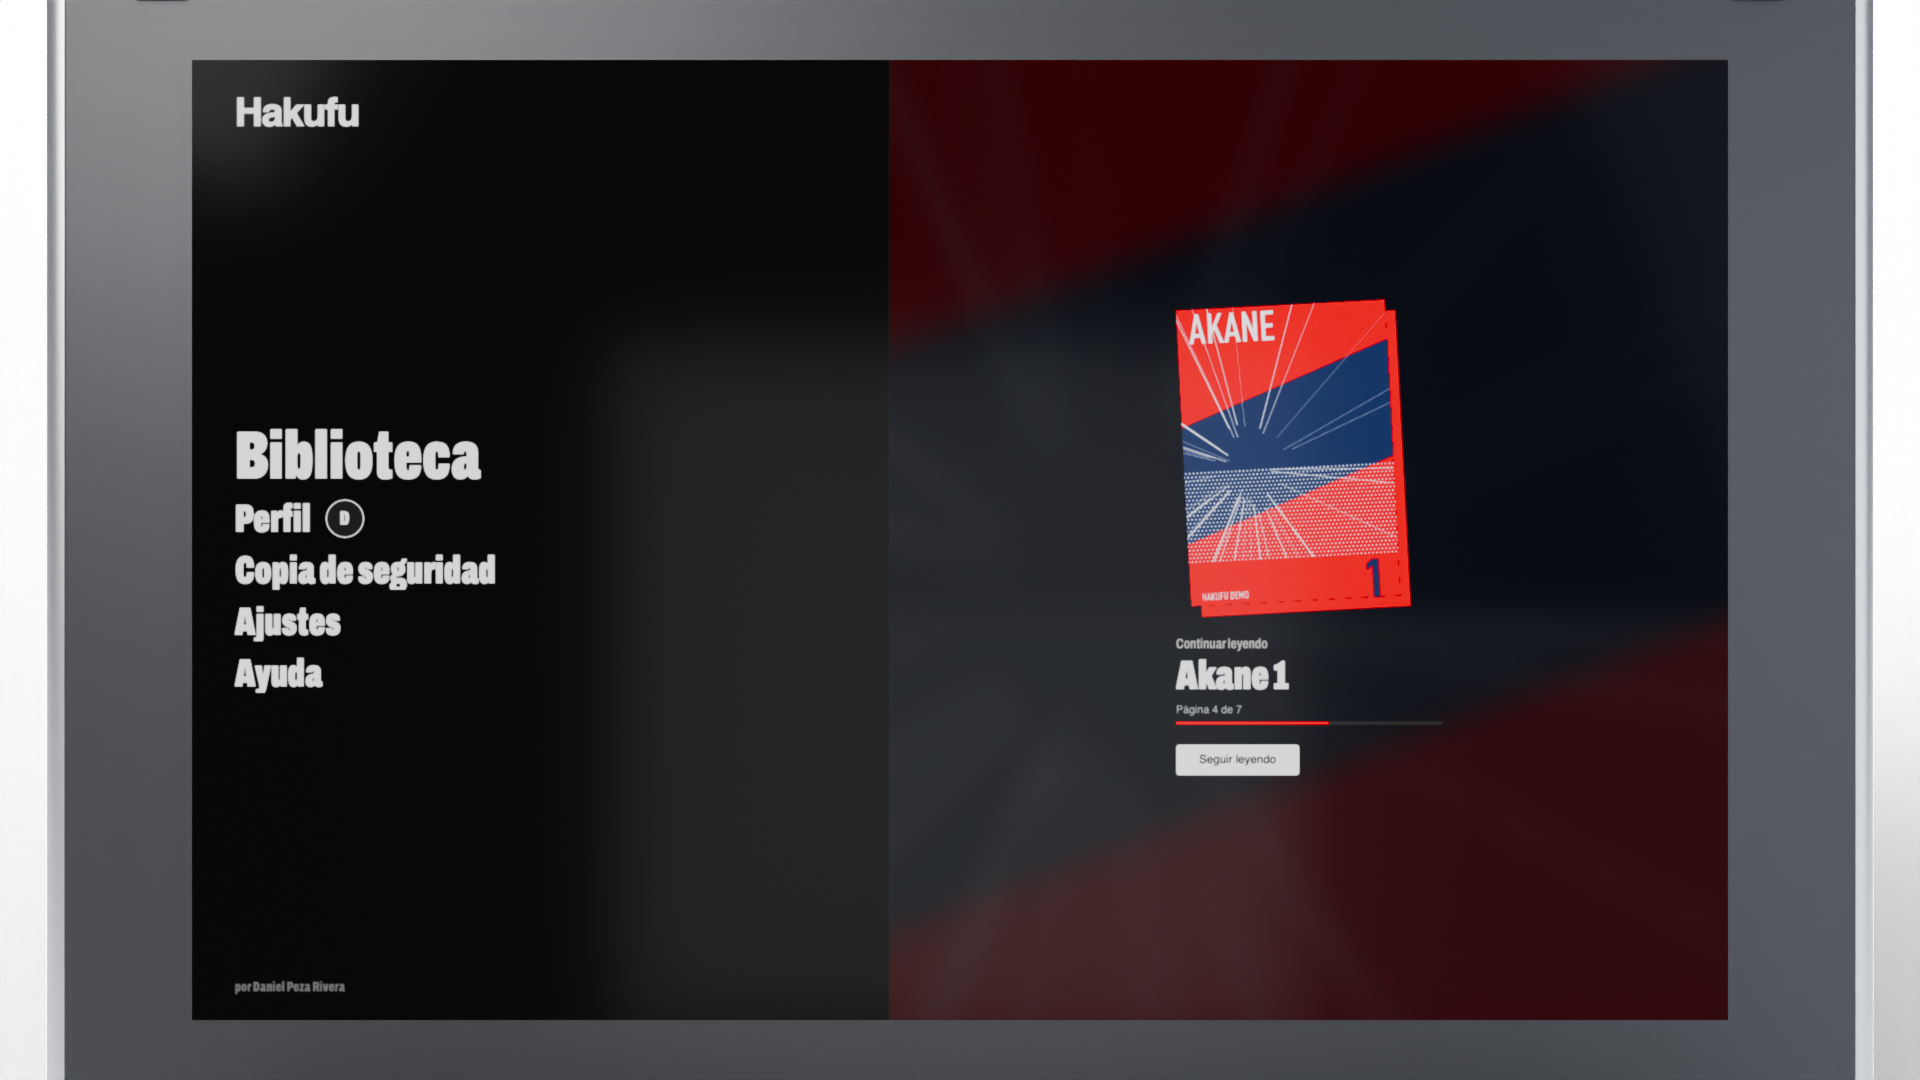 Hakufu
Biblioteca
Perfil D
Copia de seguridad
Ajustes
Ayuda
por Daniel Poza Rivera
AKANE
HAKUFU DEMO
1
Continuar leyendo
Akane 1
Página 4 de 7
Seguir leyendo